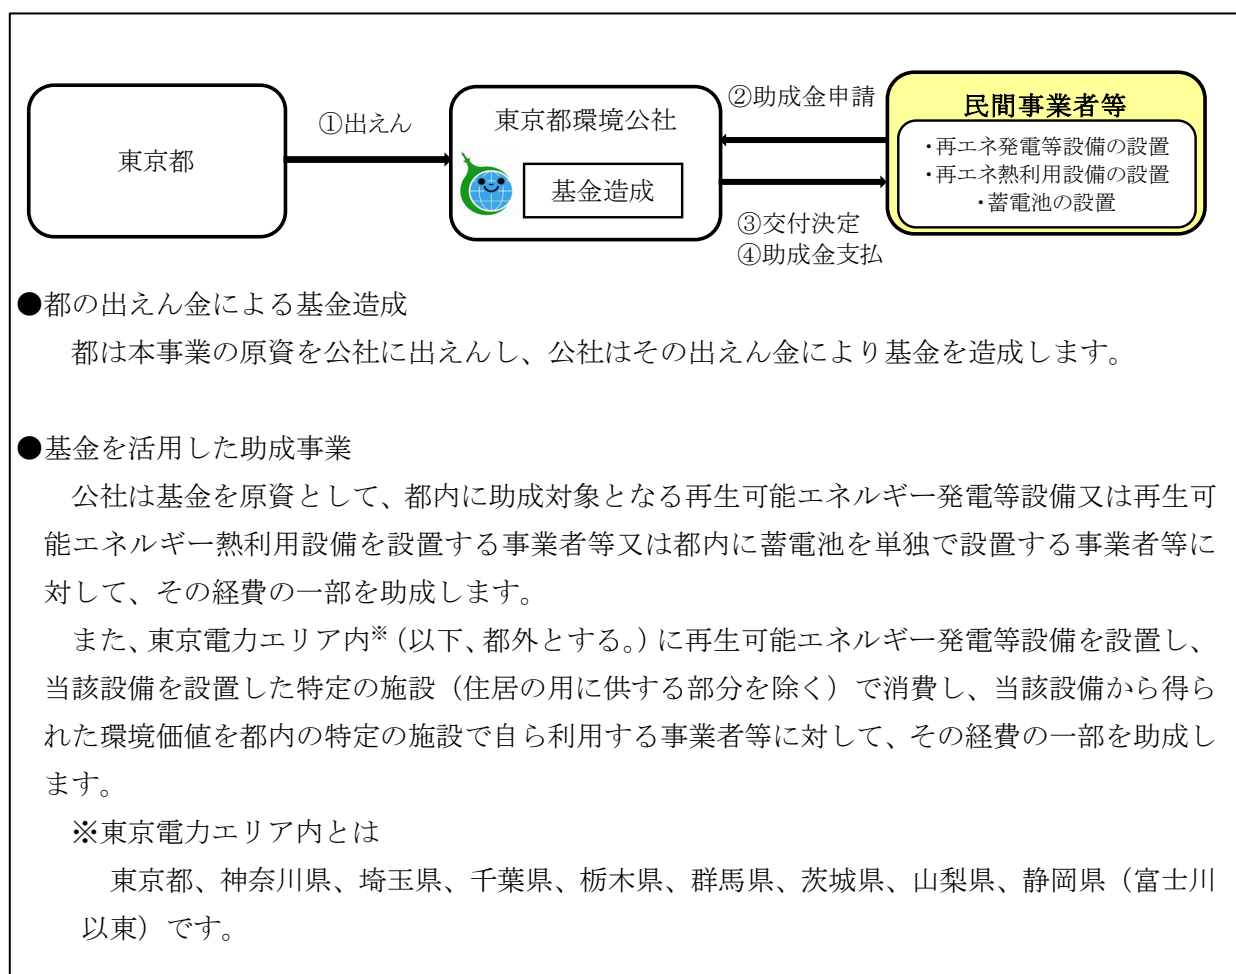 東京都
①出えん
東京都環境公社
基金造成
②助成金申請
③交付決定
④助成金支払
民間事業者等
・再エネ発電等設備の設置
・再エネ熱利用設備の設置
・蓄電池の設置
●都の出えん金による基金造成
都は本事業の原資を公社に出えんし、公社はその出えん金により基金を造成します。
●基金を活用した助成事業
公社は基金を原資として、都内に助成対象となる再生可能エネルギー発電等設備又は再生可
能エネルギー熱利用設備を設置する事業者等又は都内に蓄電池を単独で設置する事業者等に
対して、その経費の一部を助成します。
また、東京電力エリア内※（以下、都外とする。）に再生可能エネルギー発電等設備を設置し、
当該設備を設置した特定の施設（住居の用に供する部分を除く）で消費し、当該設備から得ら
れた環境価値を都内の特定の施設で自ら利用する事業者等に対して、その経費の一部を助成し
ます。
※東京電力エリア内とは
東京都、神奈川県、埼玉県、千葉県、栃木県、群馬県、茨城県、山梨県、静岡県（富士川
以東）です。